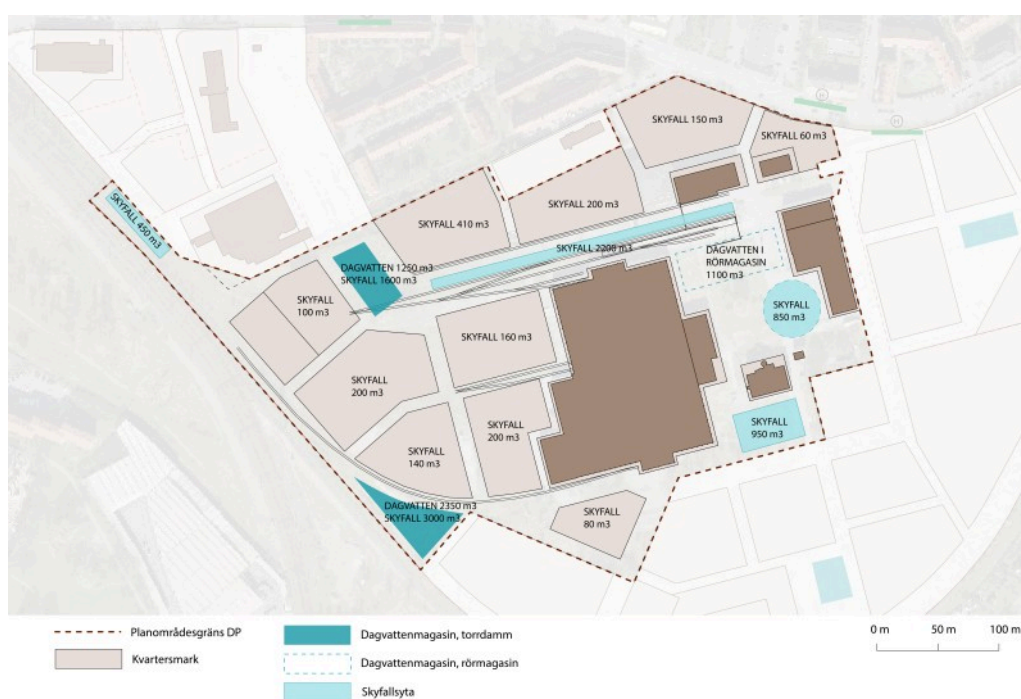 SKYFALL 150 m3
SKYFALL 60 m3
SKYFALL 450 m3
SKYFALL 410 m3
SKYFALL 200 m3
SKYFALL 2200 m3
DAGVATTEN I
RÖRMAGASIN
1100 m3
DAGVATTEN 1250 m3
SKYFALL 1600 m3
SKYFALL
100 m3
SKYFALL
850 m3
SKYFALL 160 m3
SKYFALL
200 m3
SKYFALL
200 m3
SKYFALL
950 m3
SKYFALL
140 m3
DAGVATTEN 2350 m3
SKYFALL 3000 m3
SKYFALL
80 m3
Planområdesgräns DP
Kvartersmark
Dagvattenmagasin, torrdamm
Dagvattenmagasin, rörmagasin
Skyfallsyta
0 m 50 m 100 m